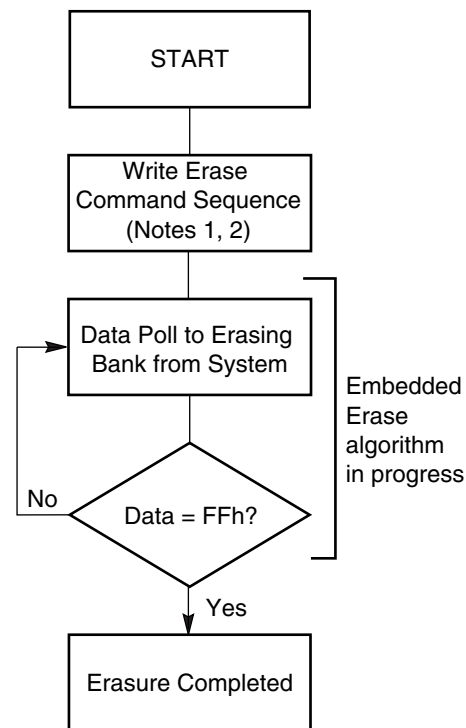 START
Write Erase
Command Sequence
(Notes 1, 2)
Data Poll to Erasing
Bank from System
Embedded
Erase
algorithm
in progress
No
Data = FFh?
Yes
Erasure Completed